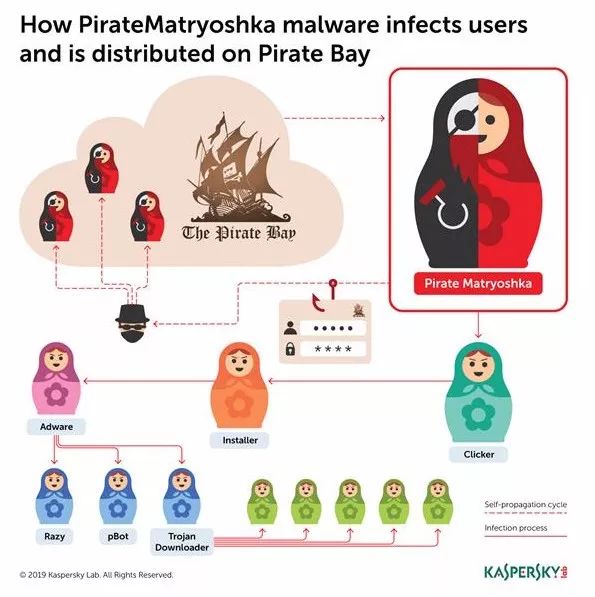 How PirateMatryoshka malware infects users
and is distributed on Pirate Bay
The Pirate Bay
Pirate Matryoshka
• • • • •
* * * *
Adware
Installer
Clicker
Razy
pBot
Trojan
Downloader
Self-propagation cycle
Infection process
© 2019 Kaspersky Lab. All Rights Reserved.
KASPERSKY lab